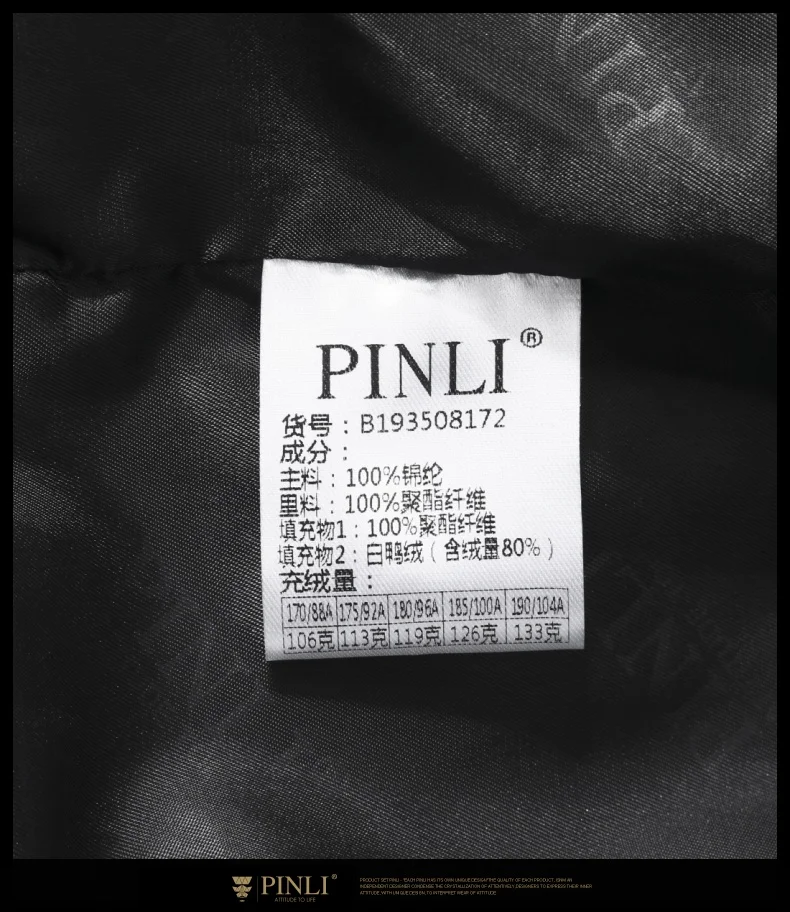 PINLI®
货号：B193508172
成分：
主料：100%锦纶
里料：100%聚酯纤维
填充物1：100%聚酯纤维
填充物2：白鸭绒（含绒量80%）
充绒量：
170/88A 175/92A 180/96A 185/100A 190/104A
106克 113克 119克 126克 133克
PINLI®
ATTITUDE TO LIFE